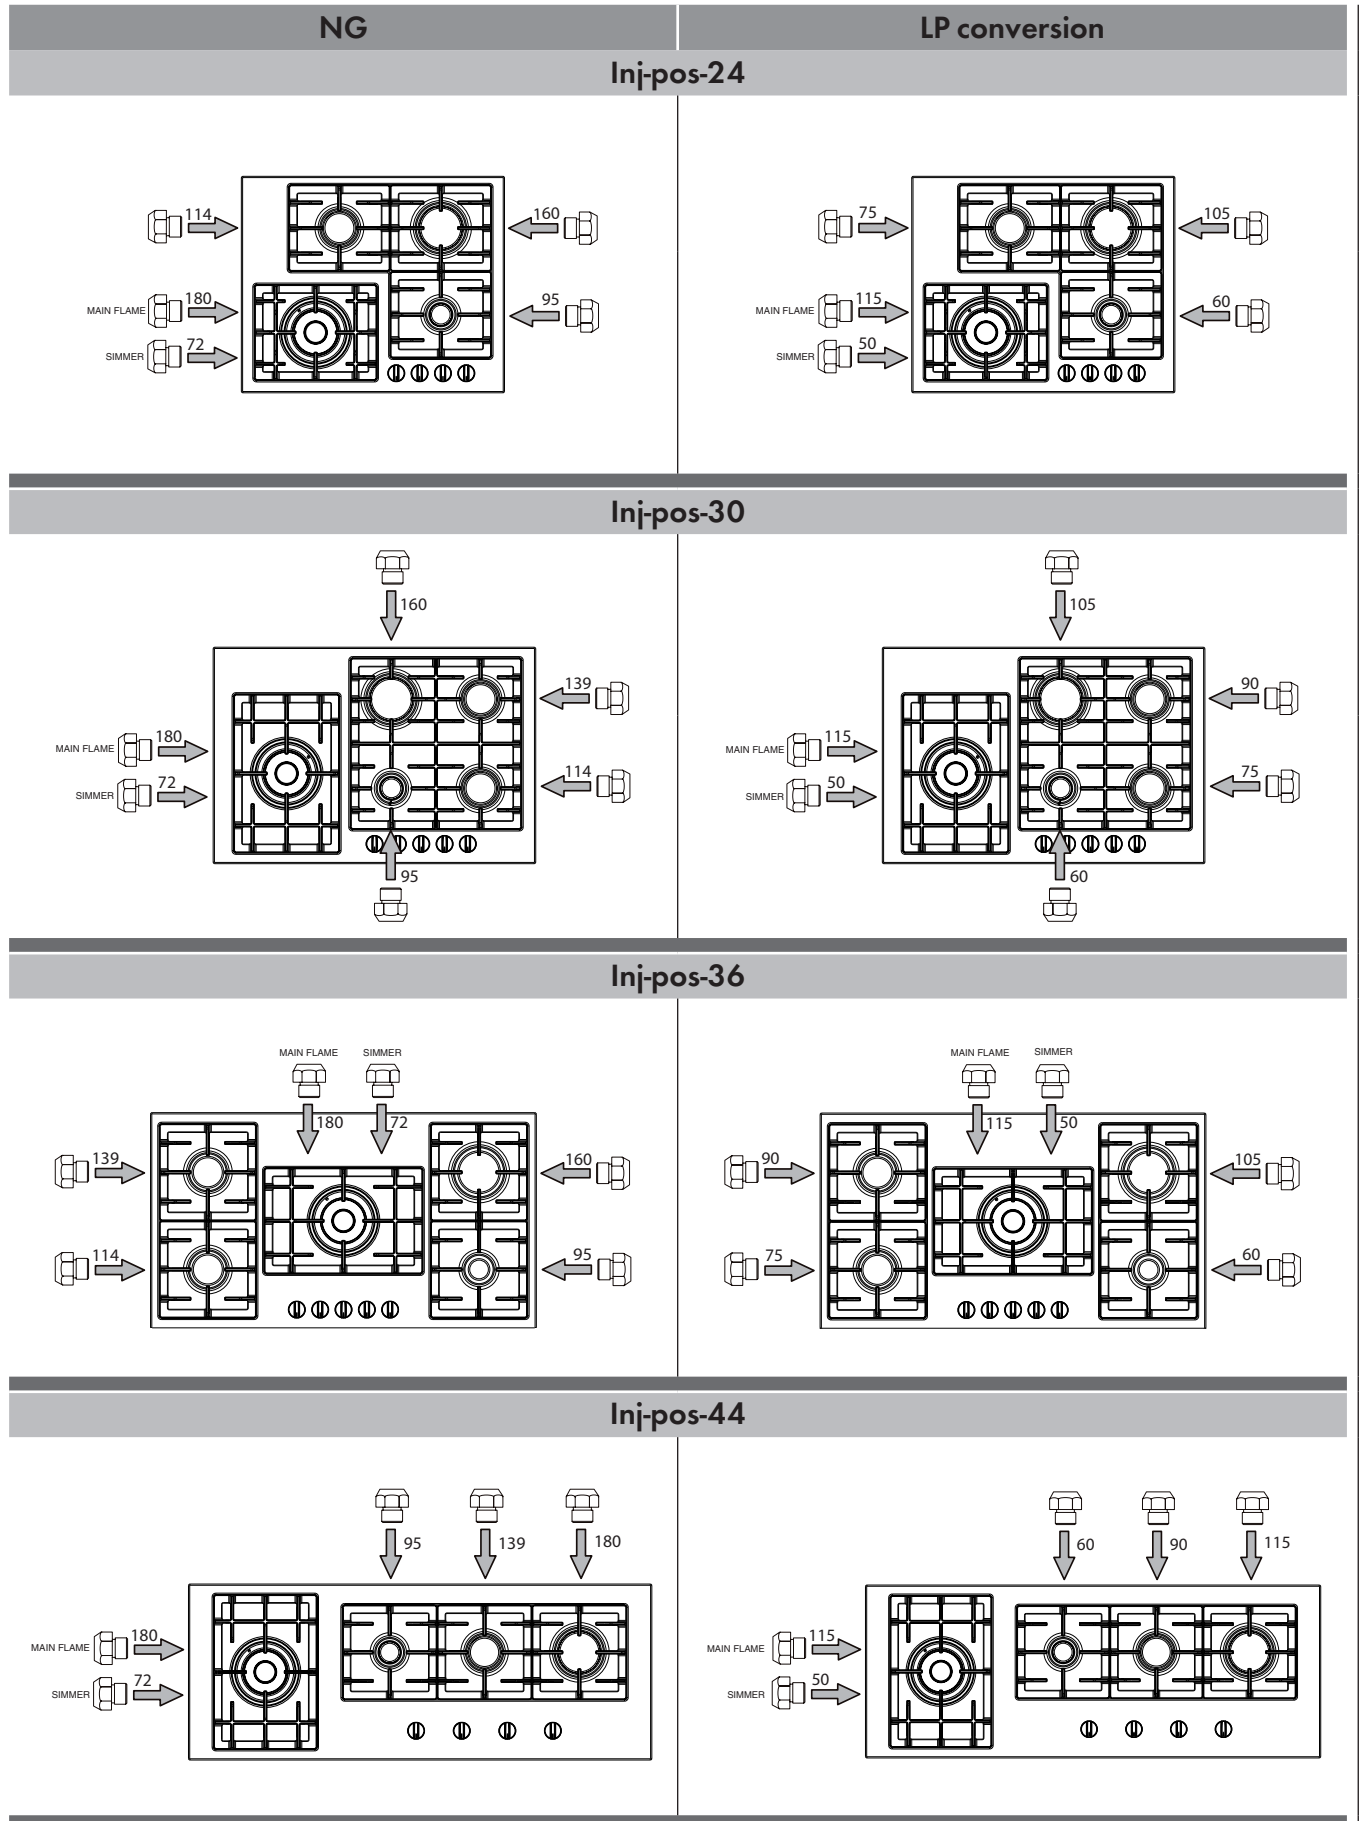 NG
LP conversion
Inj-pos-24
114
160
MAIN FLAME 180
95
SIMMER 72
75
105
MAIN FLAME 115
60
SIMMER 50
Inj-pos-30
160
139
MAIN FLAME 180
114
SIMMER 72
95
105
90
MAIN FLAME 115
75
SIMMER 50
60
Inj-pos-36
MAIN FLAME SIMMER
180 72
139 160
114 95
MAIN FLAME SIMMER
115 50
90 105
75 60
Inj-pos-44
95 139 180
MAIN FLAME 180
SIMMER 72
60 90 115
MAIN FLAME 115
SIMMER 50